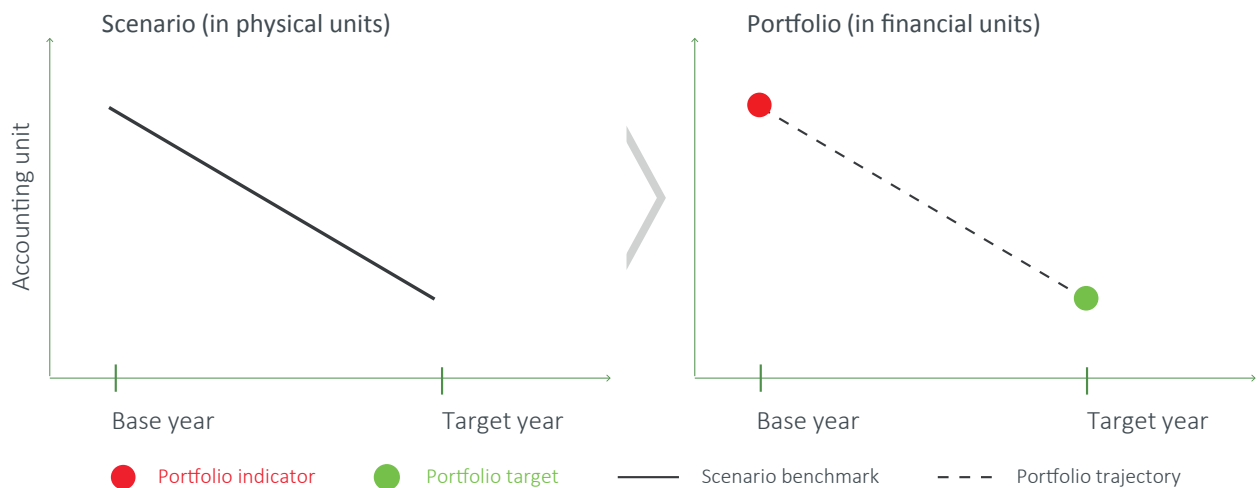 Scenario (in physical units)
Portfolio (in financial units)
Accounting unit
Base year
Target year
Base year
Target year
Portfolio indicator
Portfolio target
Scenario benchmark
Portfolio trajectory